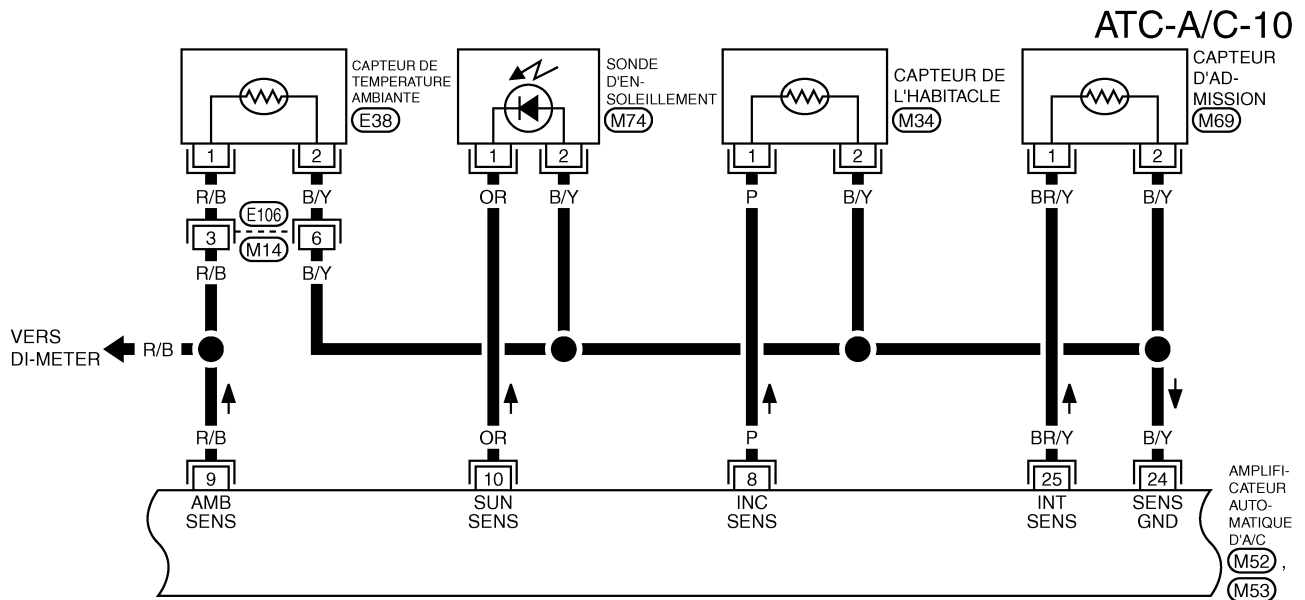 ATC-A/C-10
CAPTEUR DE
TEMPERATURE
AMBIANTE
E38
SONDE
D'EN-
SOLEILLEMENT
M74
CAPTEUR DE
L'HABITACLE
M34
CAPTEUR
D'AD-
MISSION
M69
1 2 1 2 1 2 1 2
R/B B/Y OR B/Y P B/Y BR/Y B/Y
E106
3 6
M14
R/B B/Y
VERS
DI-METER
R/B
R/B OR P BR/Y B/Y
9 10 8 25 24
AMB SUN INC INT SENS
SENS SENS SENS SENS GND
AMPLIFI-
CATEUR
AUTO-
MATIQUE
D'A/C
M52 ,
M53